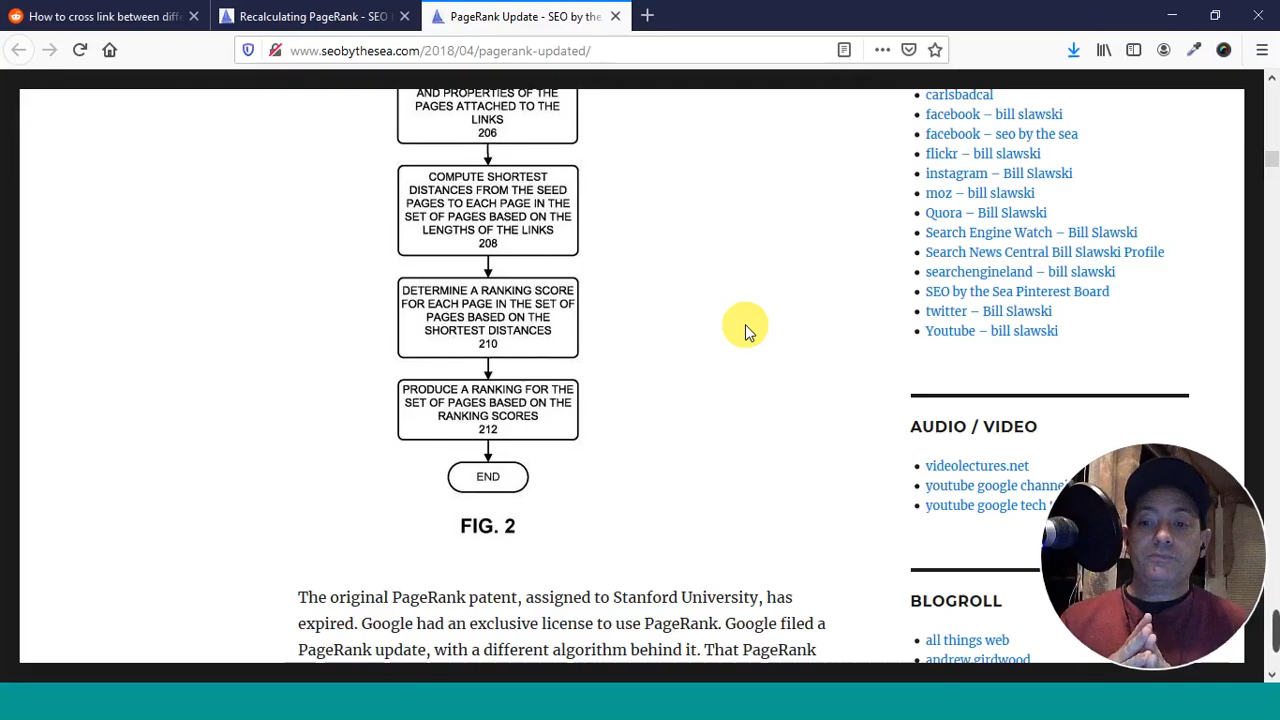 How to cross link between diffe
Recalculating PageRank - SEO
PageRank Update - SEO by the
www.seobythesea.com/2018/04/pagerank-updated/
AND PROPERTIES OF THE
PAGES ATTACHED TO THE
LINKS
206
COMPUTE SHORTEST
DISTANCES FROM THE SEED
PAGES TO EACH PAGE IN THE
SET OF PAGES BASED ON THE
LENGTHS OF THE LINKS
208
DETERMINE A RANKING SCORE
FOR EACH PAGE IN THE SET OF
PAGES BASED ON THE
SHORTEST DISTANCES
210
PRODUCE A RANKING FOR THE
SET OF PAGES BASED ON THE
RANKING SCORES
212
END
FIG. 2
The original PageRank patent, assigned to Stanford University, has
expired. Google had an exclusive license to use PageRank. Google filed a
PageRank update, with a different algorithm behind it. That PageRank
carlsbadcal
facebook – bill slawski
facebook – seo by the sea
flickr – bill slawski
instagram – Bill Slawski
moz – bill slawski
Quora – Bill Slawski
Search Engine Watch – Bill Slawski
Search News Central Bill Slawski Profile
searchengineland – bill slawski
SEO by the Sea Pinterest Board
twitter – Bill Slawski
Youtube – bill slawski
AUDIO / VIDEO
videolectures.net
youtube google channel
youtube google tech
BLOGROLL
all things web
andrew.girdwood